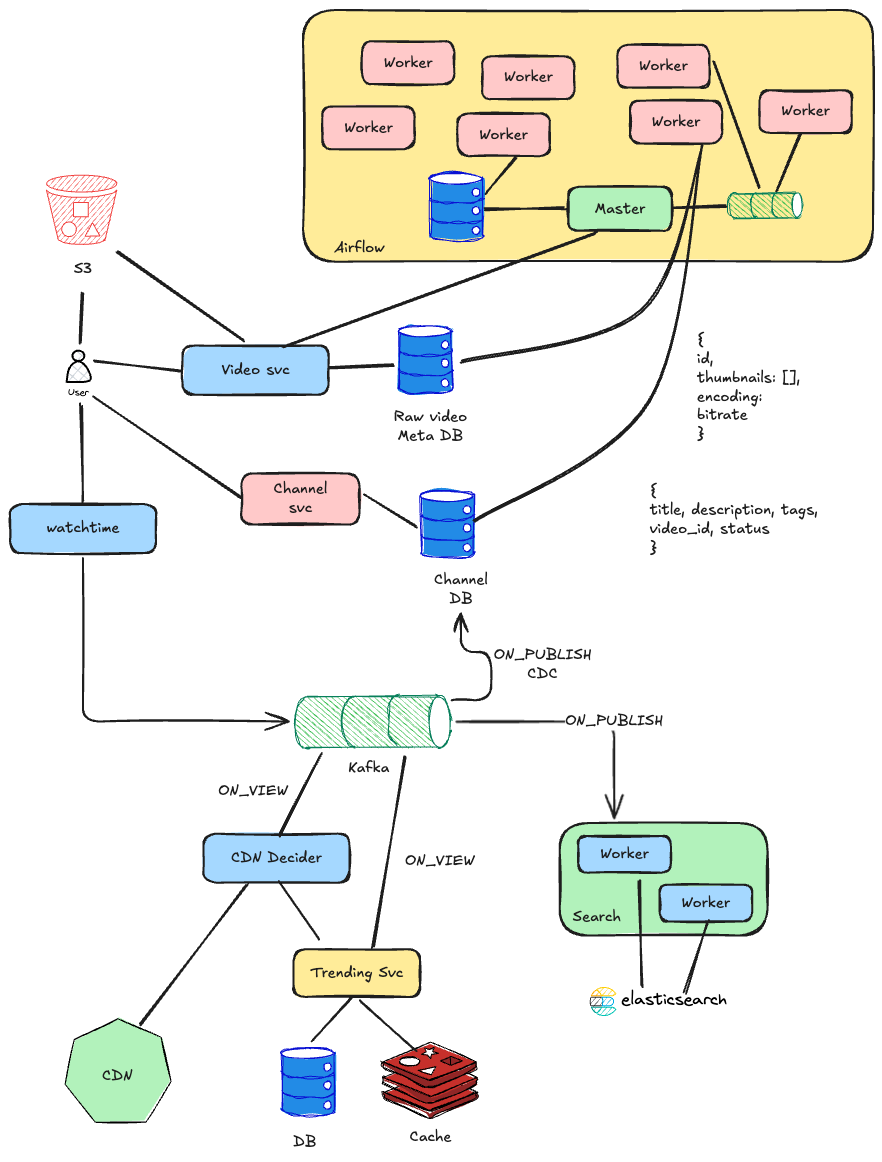 Worker
Worker
Worker
Worker
Worker
Worker
Worker
Master
Airflow
S3
User
Video svc
Raw video
Meta DB
{
id,
thumbnails: [],
encoding:
bitrate
}
Channel
svc
watchtime
{
title, description, tags,
video_id, status
}
Channel
DB
ON_PUBLISH
CDC
ON_PUBLISH
Kafka
ON_VIEW
CDN Decider
ON_VIEW
Worker
Worker
Search
Trending Svc
elasticsearch
CDN
DB
Cache